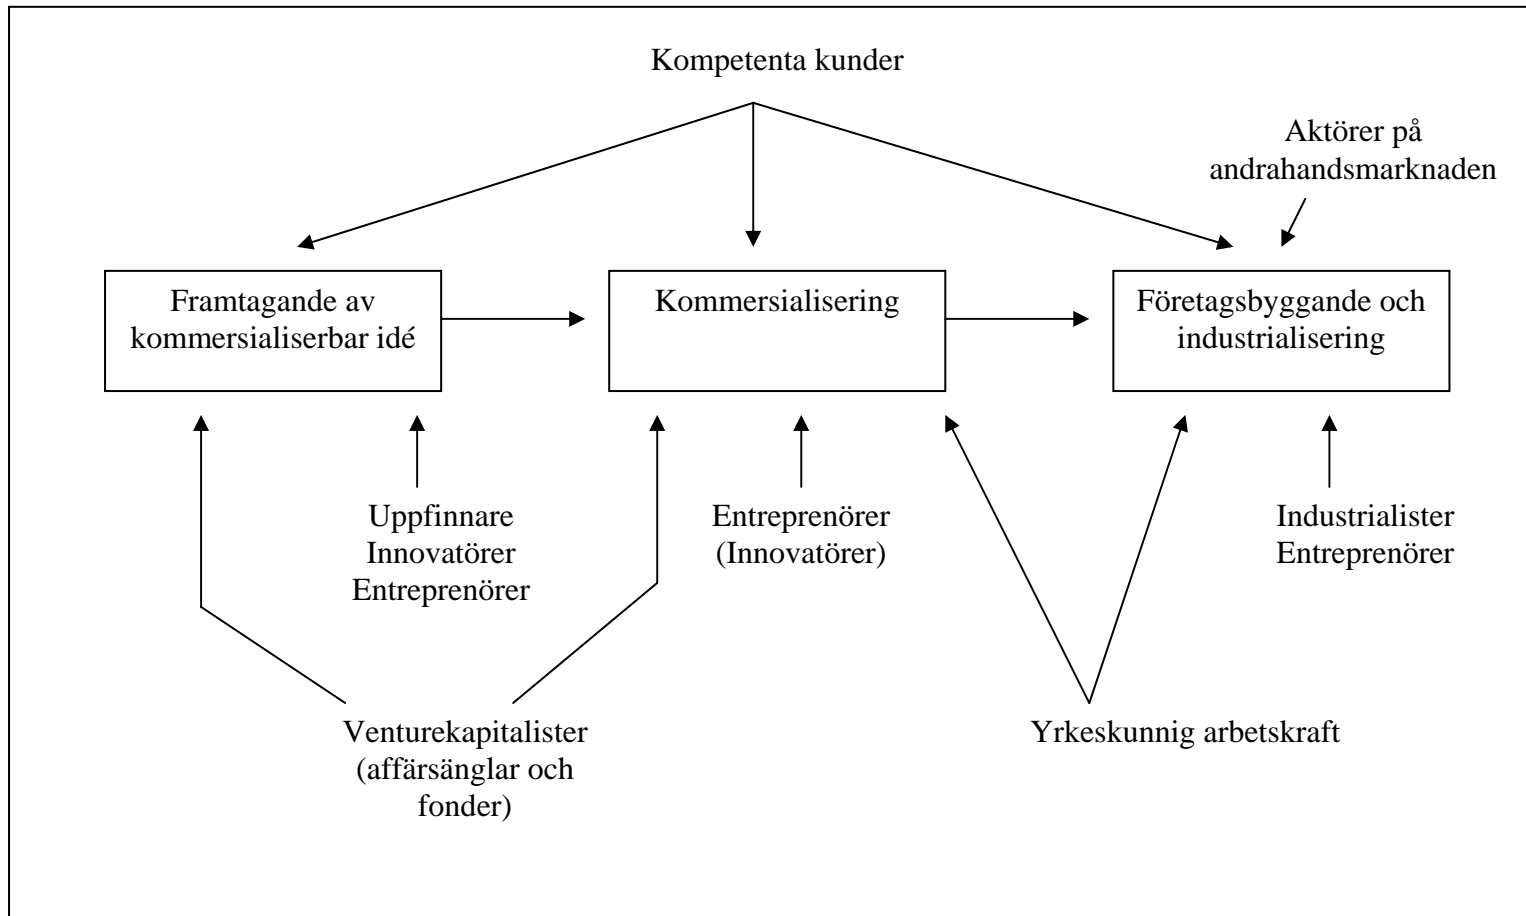 Kompetenta kunder
Aktörer på
andrahandsmarknaden
Framtagande av
kommersialiserbar idé
Kommersialisering
Företagsbyggande och
industrialisering
Uppfinnare
Innovatörer
Entreprenörer
Entreprenörer
(Innovatörer)
Industrialister
Entreprenörer
Venturekapitalister
(affärsänglar och
fonder)
Yrkeskunnig arbetskraft